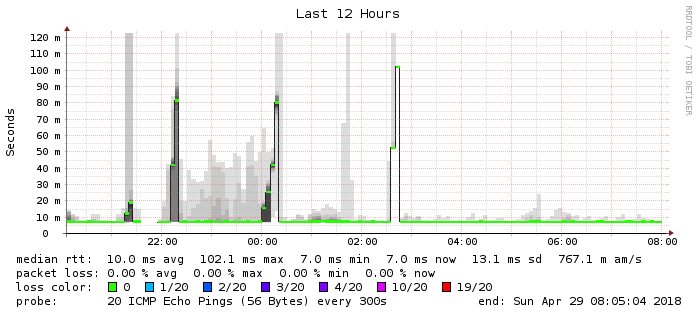 Last 12 Hours
RRDTOOL / TOBI OETIKER
Seconds
120 m
100 m
90 m
80 m
70 m
60 m
50 m
40 m
30 m
20 m
10 m
0
22:00 00:00 02:00 04:00 06:00 08:00
median rtt: 10.0 ms avg 102.1 ms max 7.0 ms min 7.0 ms now 13.1 ms sd 767.1 m am/s
packet loss: 0.00 % avg 0.00 % max 0.00 % min 0.00 % now
loss color: 0 1/20 2/20 3/20 4/20 10/20 19/20
probe: 20 ICMP Echo Pings (56 Bytes) every 300s end: Sun Apr 29 08:05:04 2018